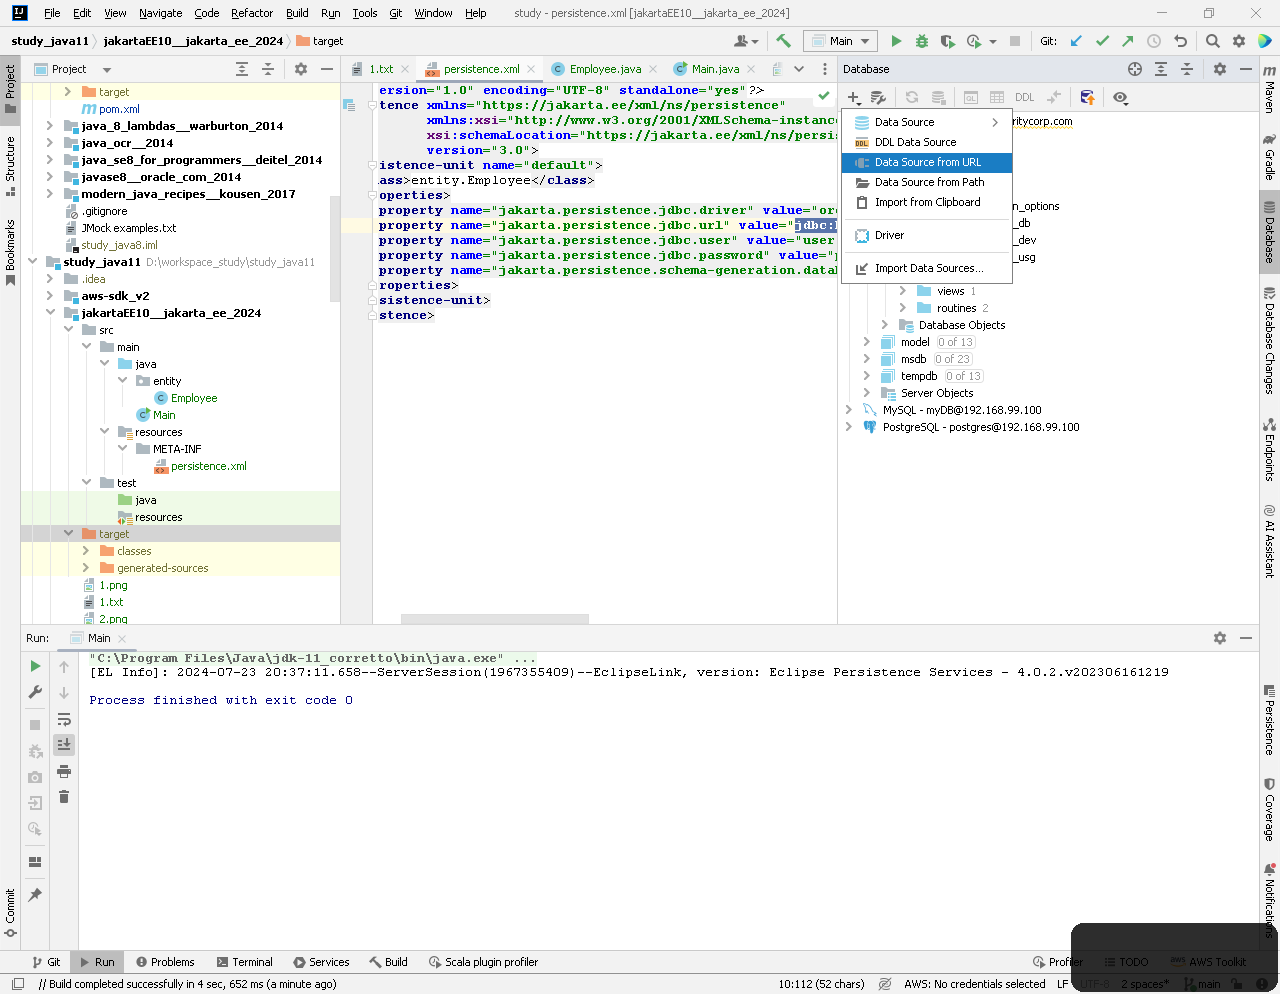 File Edit View Navigate Code Refactor Build Run Tools Git Window Help study - persistence.xml [jakartaEE10__jakarta_ee_2024]
study_java11 jakartaEE10__jakarta_ee_2024 target Main Git:
Project
Structure
Bookmarks
Commit
Project
1.txt persistence.xml Employee.java Main.java
Database
target
pom.xml
java_8_lambdas__warburton_2014
java_ocr__2014
java_se8_for_programmers__deitel_2014
javase8__oracle_com_2014
modern_java_recipes__kousen_2017
.gitignore
JMock examples.txt
study_java8.iml
study_java11 D:\workspace_study\study_java11
.idea
aws-sdk_v2
jakartaEE10__jakarta_ee_2024
src
main
java
entity
Employee
Main
resources
META-INF
persistence.xml
test
java
resources
target
classes
generated-sources
1.png
1.txt
2.png
ersion="1.0" encoding="UTF-8" standalone="yes"?>
tence xmlns="https://jakarta.ee/xml/ns/persistence"
xmlns:xsi="http://www.w3.org/2001/XMLSchema-instanc
xsi:schemaLocation="https://jakarta.ee/xml/ns/persi
version="3.0">
istence-unit name="default">
ass>entity.Employee</class>
operties>
property name="jakarta.persistence.jdbc.driver" value="or
property name="jakarta.persistence.jdbc.url" value="jdbc:
property name="jakarta.persistence.jdbc.user" value="user
property name="jakarta.persistence.jdbc.password" value="p
property name="jakarta.persistence.schema-generation.datal
roperties>
sistence-unit>
stence>
DDL
ritycorp.com
Data Source
DDL Data Source
Data Source from URL
Data Source from Path
Import from Clipboard
Driver
Import Data Sources...
n_options
_db
_dev
_usg
views 1
routines 2
Database Objects
model 0 of 13
msdb 0 of 23
tempdb 0 of 13
Server Objects
MySQL - myDB@192.168.99.100
PostgreSQL - postgres@192.168.99.100
Maven
Gradle
Database
Database Changes
Endpoints
AI Assistant
Persistence
Coverage
Notifications
Run: Main
"C:\Program Files\Java\jdk-11_corretto\bin\java.exe" ...
[EL Info]: 2024-07-23 20:37:11.658--ServerSession(1967355409)--EclipseLink, version: Eclipse Persistence Services - 4.0.2.v202306161219
Process finished with exit code 0
Git Run Problems Terminal Services Build Scala plugin profiler Profiler TODO AWS Toolkit
// Build completed successfully in 4 sec, 652 ms (a minute ago) 10:112 (52 chars) AWS: No credentials selected LF UTF-8 2 spaces* main